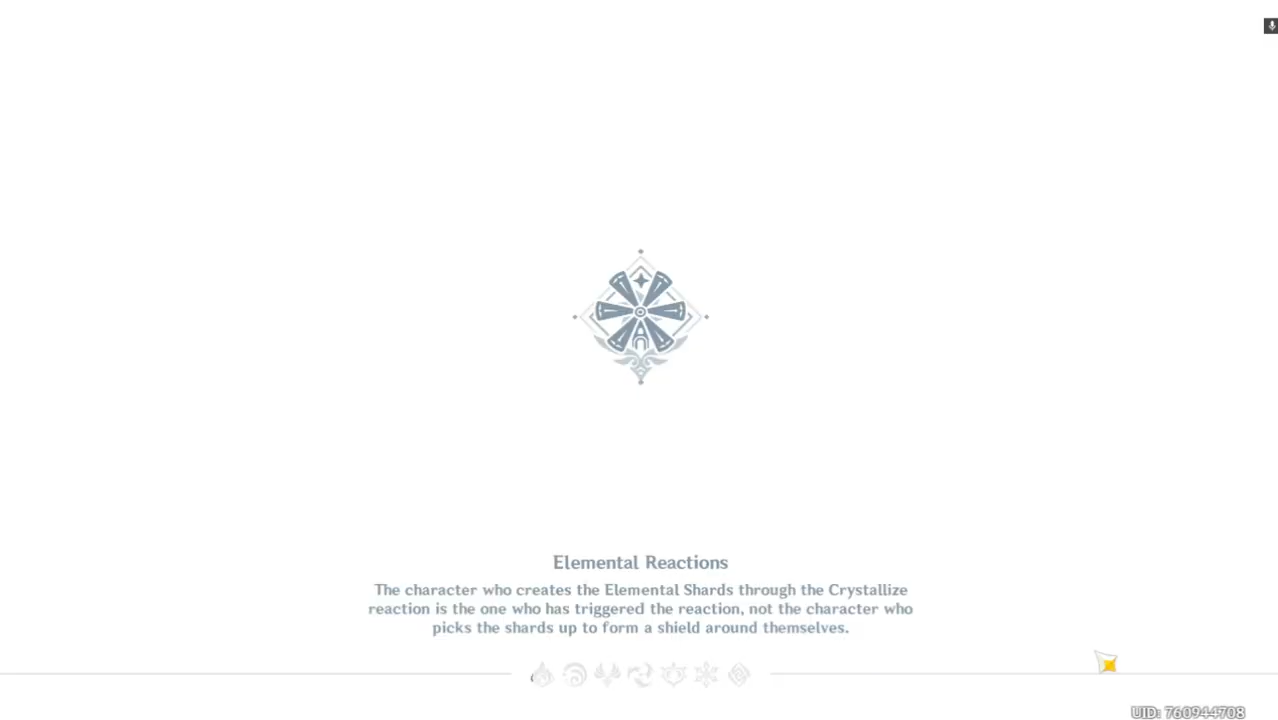 Elemental Reactions
The character who creates the Elemental Shards through the Crystallize
reaction is the one who has triggered the reaction, not the character who
picks the shards up to form a shield around themselves.
UID: 760944708